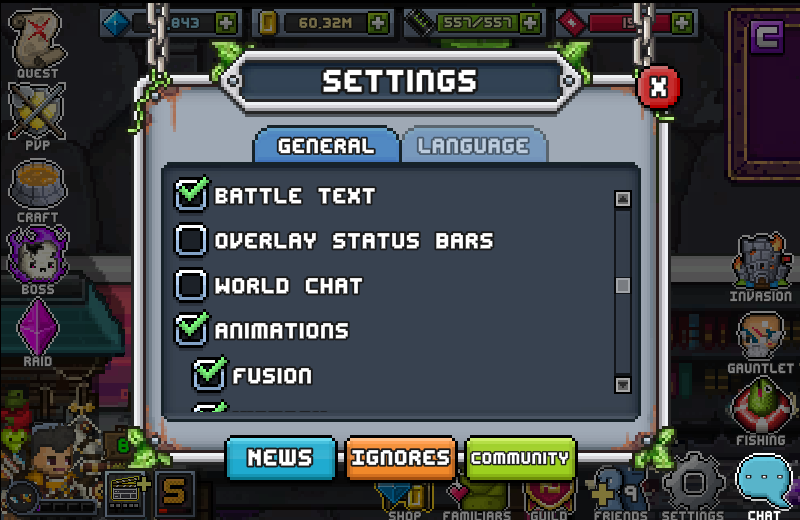 ,843
60.32M
557/557
SETTINGS
X
QUEST
PVP
CRAFT
BOSS
RAID
GENERAL
LANGUAGE
BATTLE TEXT
OVERLAY STATUS BARS
WORLD CHAT
ANIMATIONS
FUSION
INVASION
GAUNTLET
FISHING
NEWS
IGNORES
COMMUNITY
SHOP
FAMILIARS
GUILD
FRIENDS
SETTINGS
CHAT